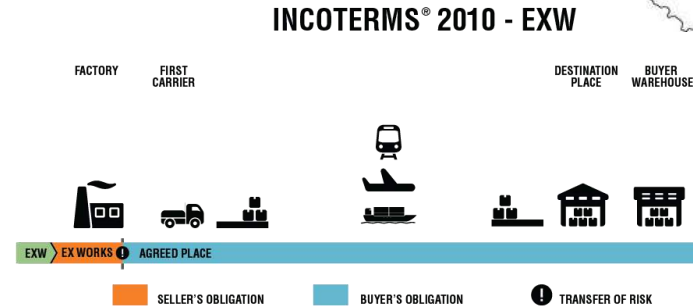 INCOTERMS® 2010 - EXW
FACTORY
FIRST
CARRIER
DESTINATION
PLACE
BUYER
WAREHOUSE
EXW
EX WORKS
!
AGREED PLACE
SELLER'S OBLIGATION
BUYER'S OBLIGATION
!
TRANSFER OF RISK